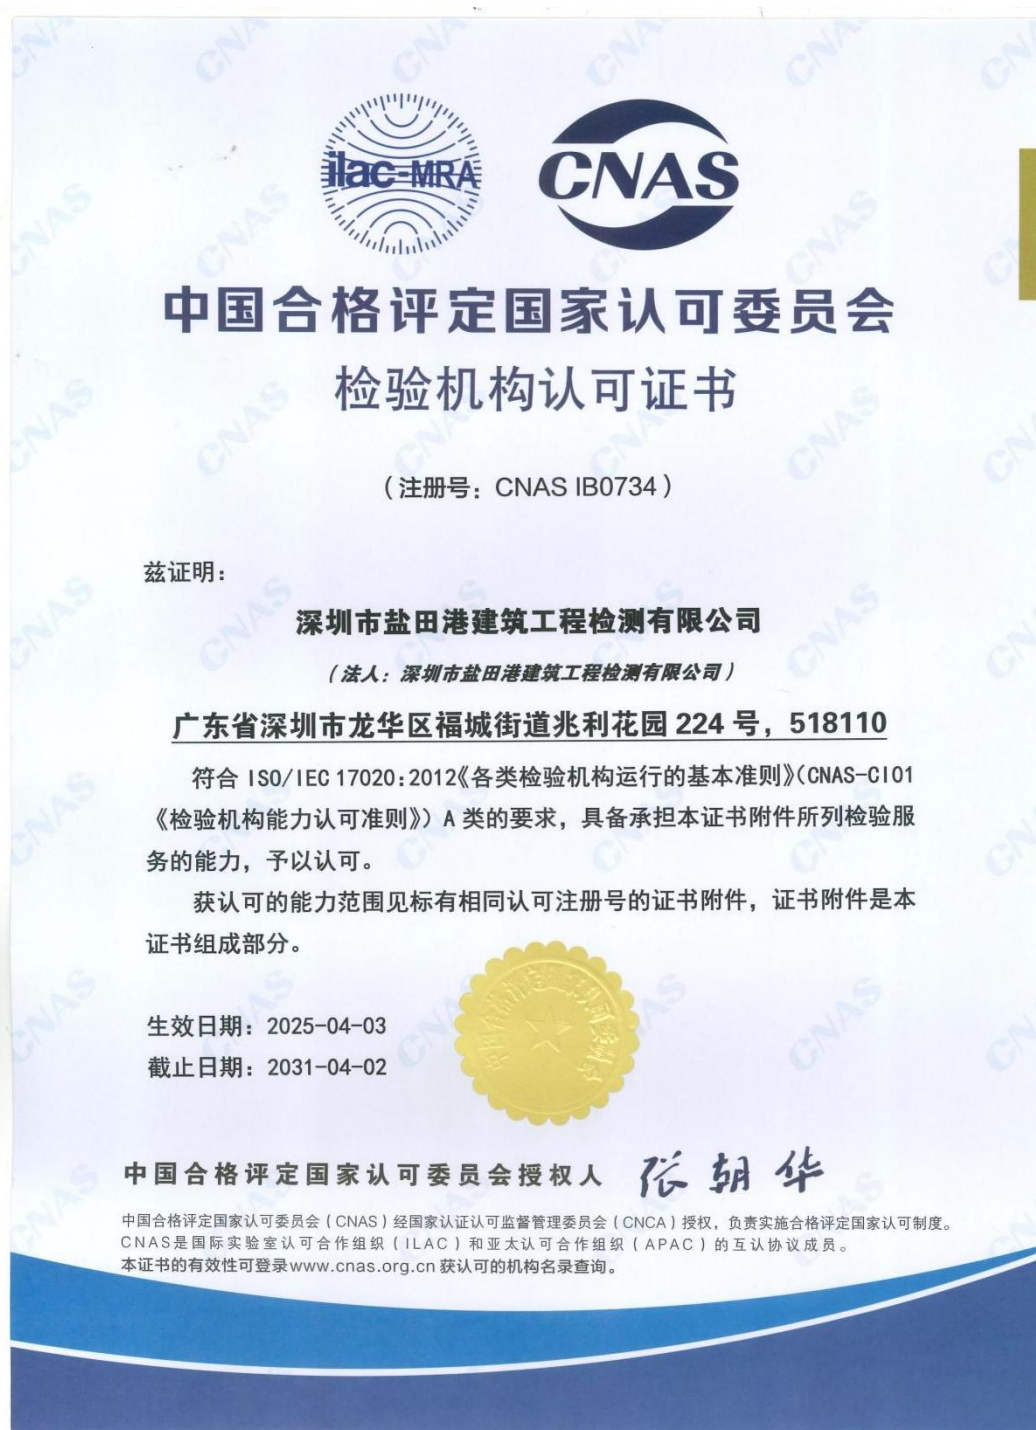 ilac-MRA
CNAS
中国合格评定国家认可委员会
检验机构认可证书
(注册号：CNAS IB0734)
兹证明：
深圳市盐田港建筑工程检测有限公司
(法人：深圳市盐田港建筑工程检测有限公司)
广东省深圳市龙华区福城街道兆利花园 224 号，518110
符合 ISO/IEC 17020:2012《各类检验机构运行的基本准则》(CNAS-CI01
《检验机构能力认可准则》) A 类的要求，具备承担本证书附件所列检验服
务的能力，予以认可。
获认可的能力范围见标有相同认可注册号的证书附件，证书附件是本
证书组成部分。
生效日期：2025-04-03
截止日期：2031-04-02
中国合格评定国家认可委员会授权人 张朝华
中国合格评定国家认可委员会（CNAS）经国家认证认可监督管理委员会（CNCA）授权，负责实施合格评定国家认可制度。
CNAS是国际实验室认可合作组织（ILAC）和亚太认可合作组织（APAC）的互认协议成员。
本证书的有效性可登录www.cnas.org.cn 获认可的机构名录查询。